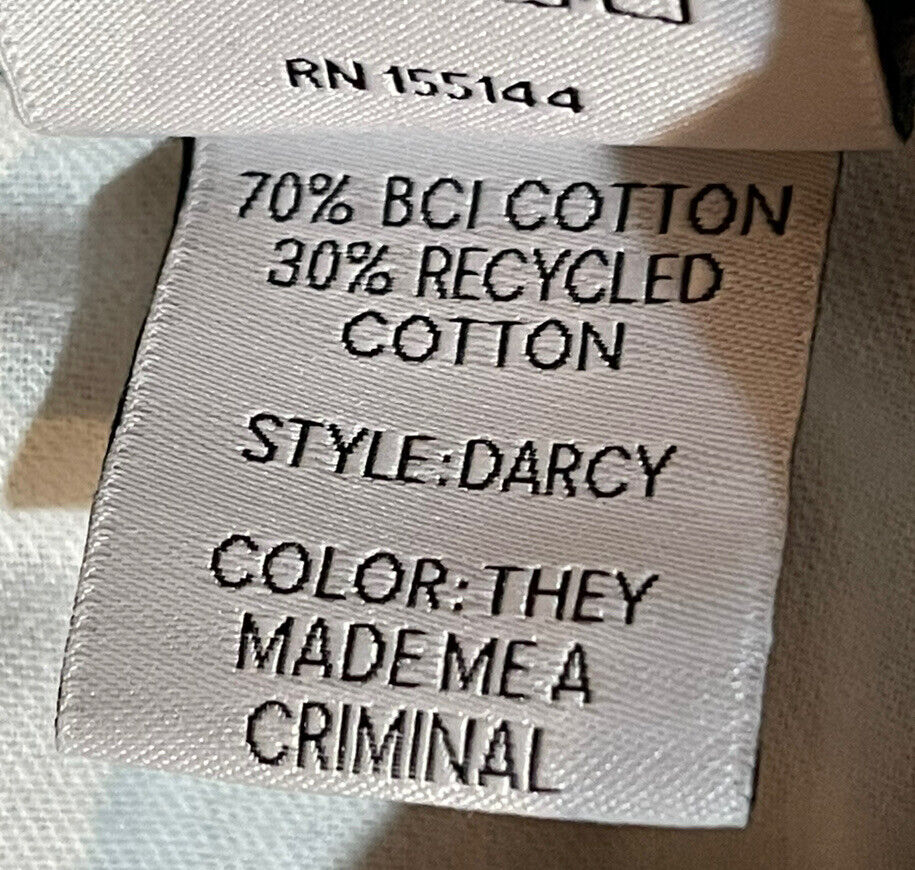 RN 155144
70% BCI COTTON
30% RECYCLED
COTTON
STYLE:DARCY
COLOR: THEY
MADE ME A
CRIMINAL